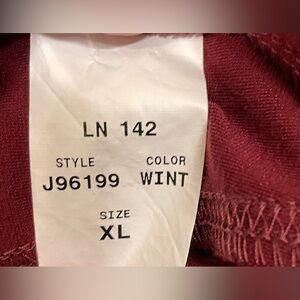 LN 142
STYLE COLOR
J96199 WINT
SIZE
XL